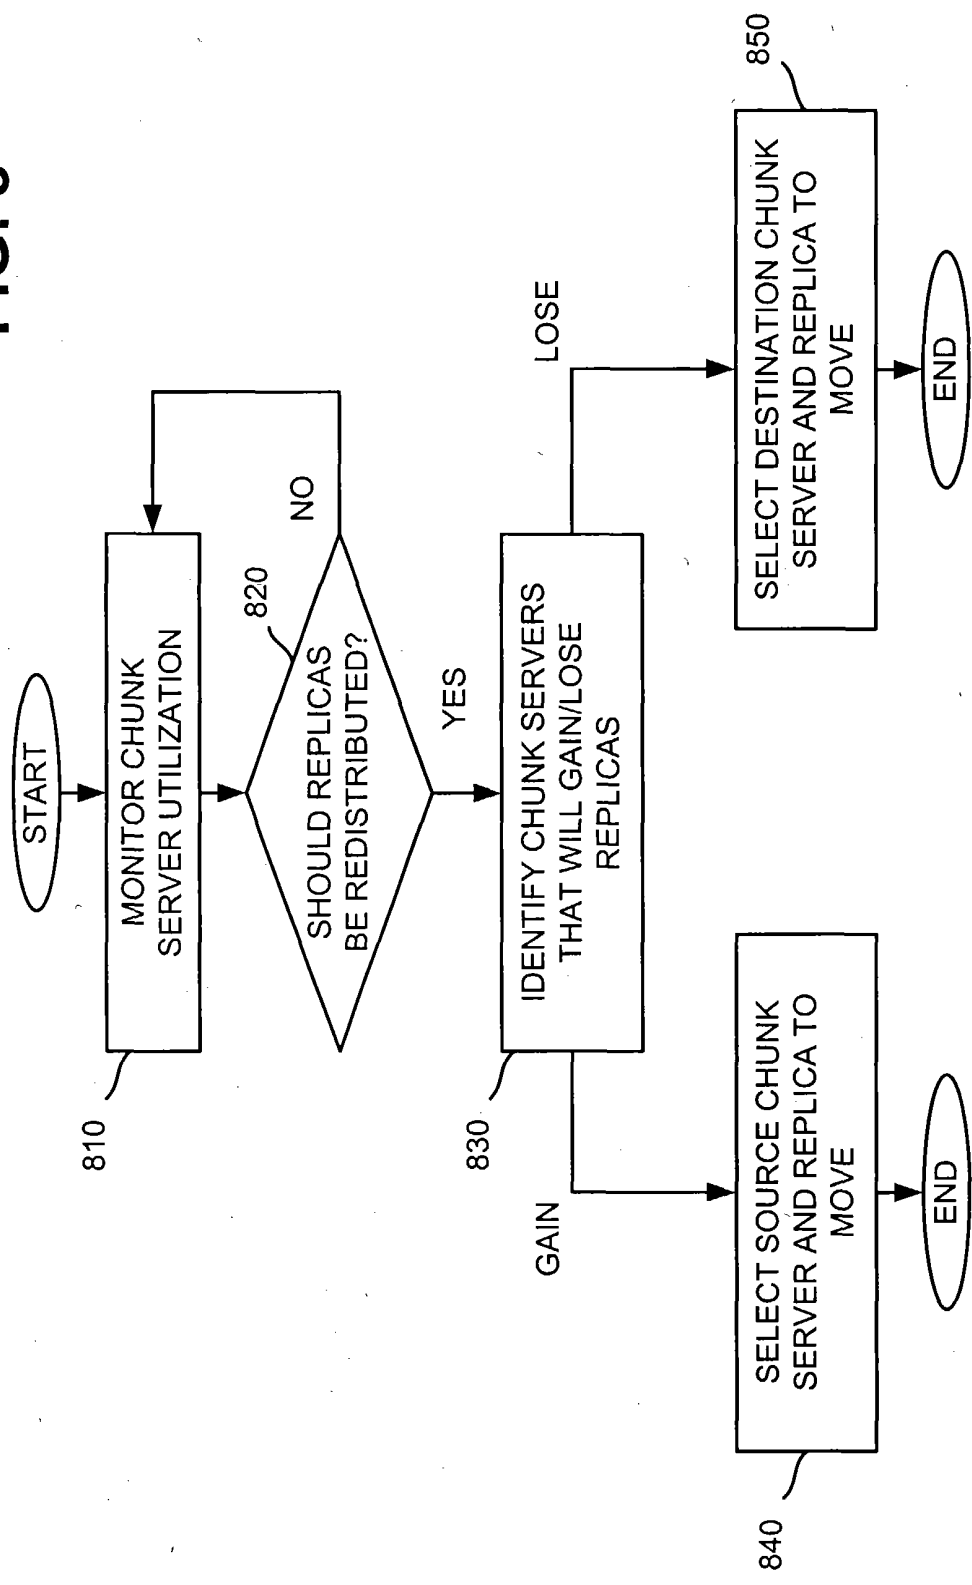 START
810
MONITOR CHUNK
SERVER UTILIZATION
820
SHOULD REPLICAS
BE REDISTRIBUTED?
NO
YES
830
IDENTIFY CHUNK SERVERS
THAT WILL GAIN/LOSE
REPLICAS
GAIN
LOSE
840
SELECT SOURCE CHUNK
SERVER AND REPLICA TO
MOVE
850
SELECT DESTINATION CHUNK
SERVER AND REPLICA TO
MOVE
END
END